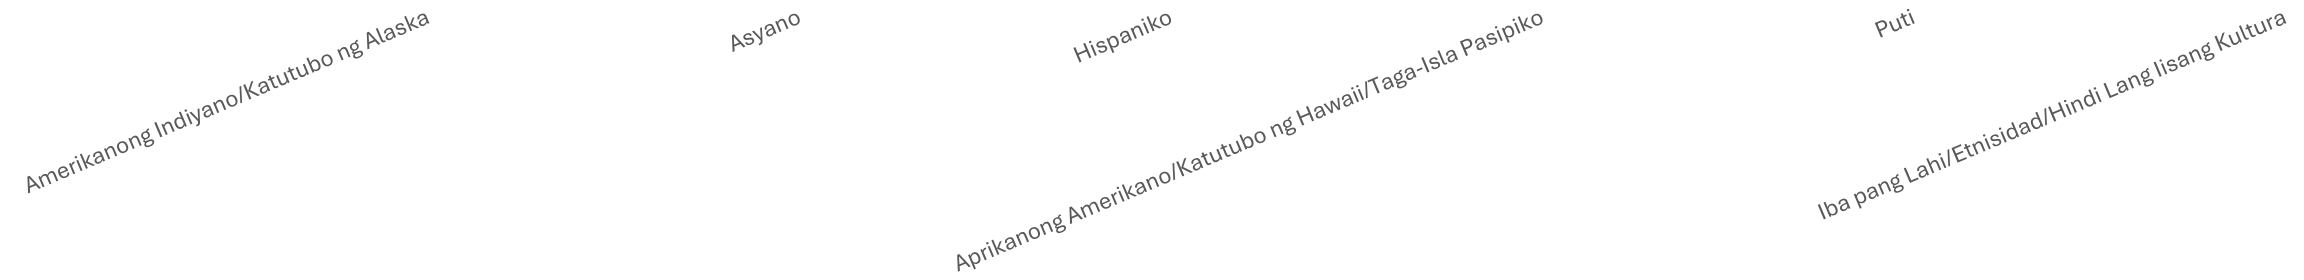 Amerikanong Indiyano/Katutubo ng Alaska
Asyano
Hispaniko
Aprikanong Amerikano/Katutubo ng Hawaii/Taga-Isla Pasipiko
Puti
Iba pang Lahi/Etnisidad/Hindi Lang Iisang Kultura